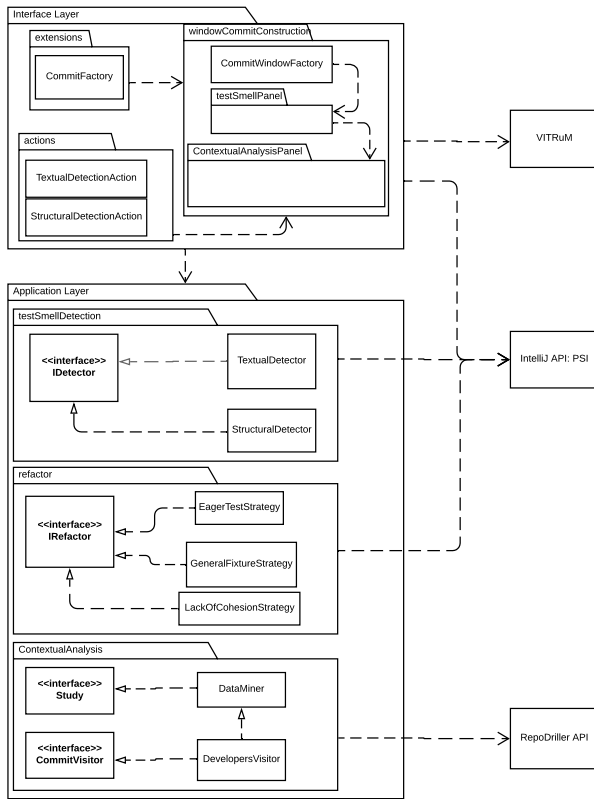 Interface Layer
extensions
CommitFactory
windowCommitConstruction
CommitWindowFactory
testSmellPanel
ContextualAnalysisPanel
actions
TextualDetectionAction
StructuralDetectionAction
VITRuM
Application Layer
testSmellDetection
<<interface>>
IDetector
TextualDetector
StructuralDetector
IntelliJ API: PSI
refactor
<<interface>>
IRefactor
EagerTestStrategy
GeneralFixtureStrategy
LackOfCohesionStrategy
ContextualAnalysis
<<interface>>
Study
DataMiner
<<interface>>
CommitVisitor
DevelopersVisitor
RepoDriller API